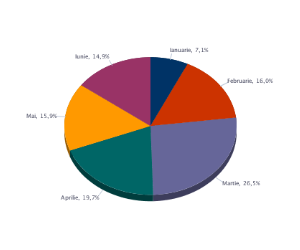 Ianuarie, 7,1%
Februarie, 16,0%
Martie, 26,5%
Aprilie, 19,7%
Mai, 15,9%
Iunie, 14,9%